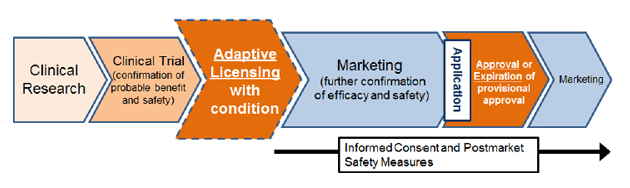 Clinical
Research
Clinical Trial
(confirmation of
probable benefit
and safety)
Adaptive
Licensing
with
condition
Marketing
(further confirmation
of efficacy and safety)
Application
Approval or
Expiration of
provisional
approval
Marketing
Informed Consent and Postmarket
Safety Measures